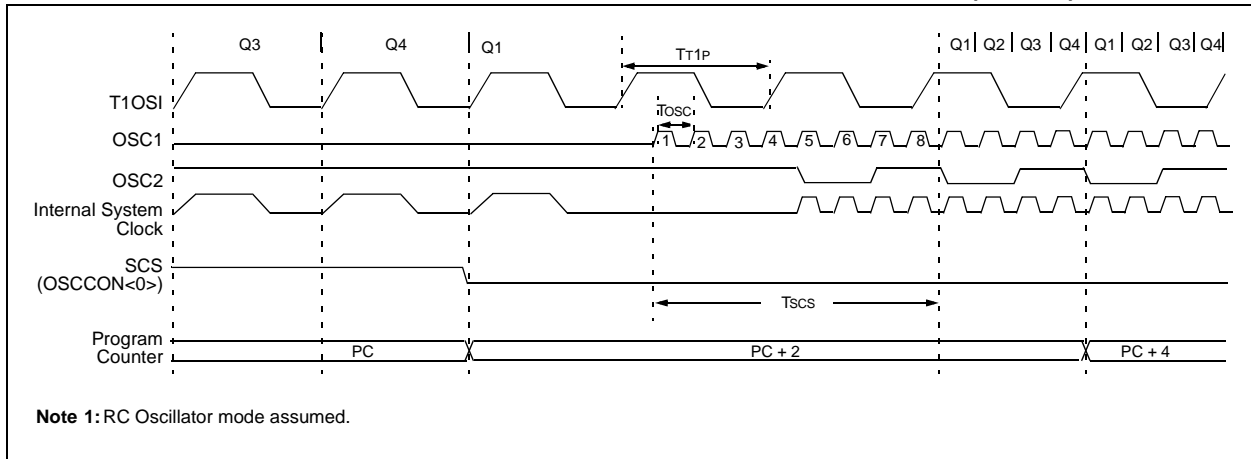 Q3 Q4 Q1 TT1P Q1 Q2 Q3 Q4 Q1 Q2 Q3 Q4
T1OSI
TOSC
OSC1 1 2 3 4 5 6 7 8
OSC2
Internal System
Clock
SCS
(OSCCON<0>)
TSCS
Program
Counter PC PC + 2 PC + 4
Note 1: RC Oscillator mode assumed.